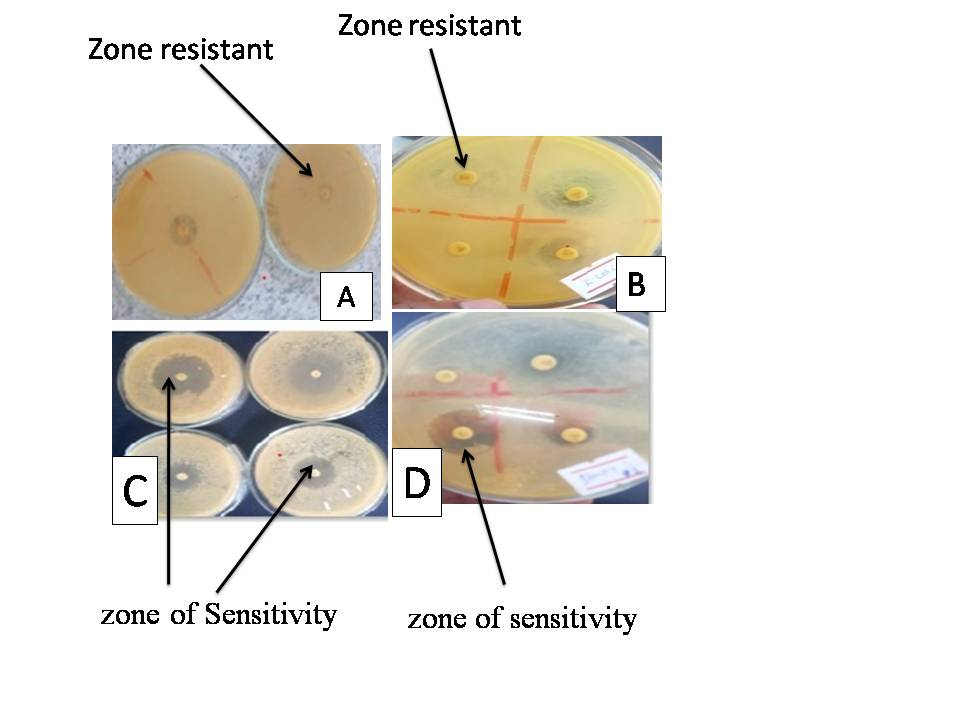 Zone resistant
Zone resistant
A
B
C
D
zone of Sensitivity
zone of sensitivity